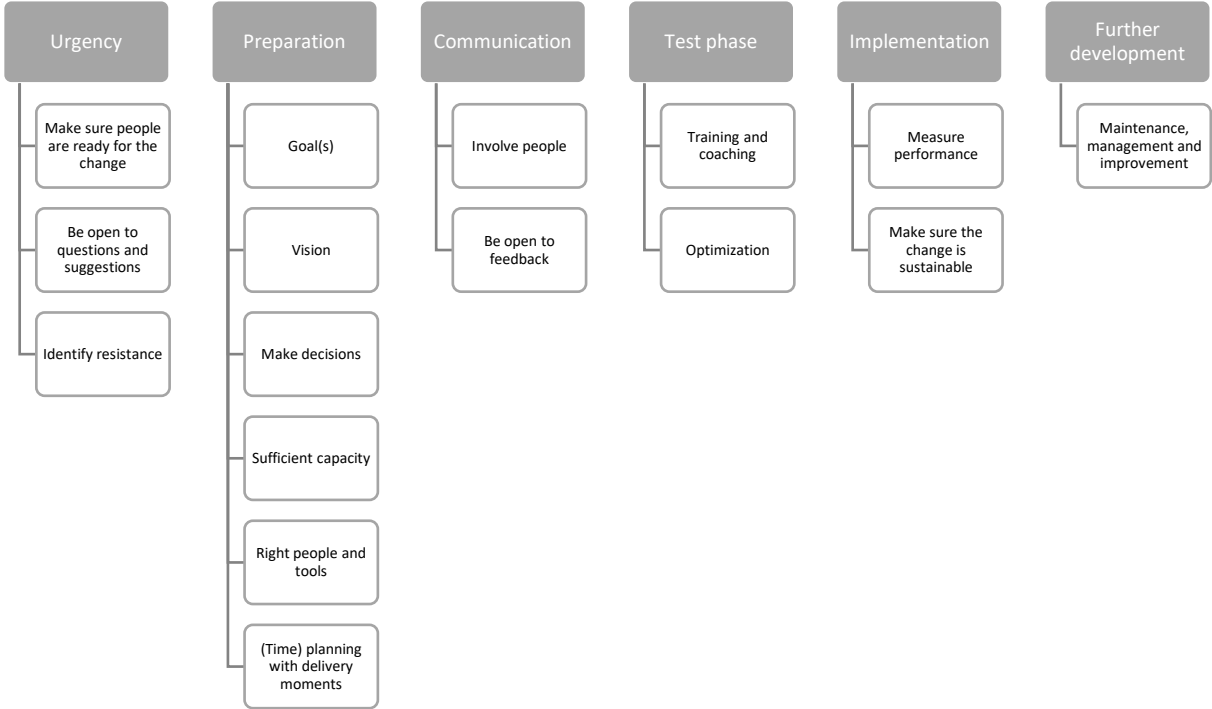 Urgency
Make sure people
are ready for the
change
Be open to
questions and
suggestions
Identify resistance
Preparation
Goal(s)
Vision
Make decisions
Sufficient capacity
Right people and
tools
(Time) planning
with delivery
moments
Communication
Involve people
Be open to
feedback
Test phase
Training and
coaching
Optimization
Implementation
Measure
performance
Make sure the
change is
sustainable
Further
development
Maintenance,
management and
improvement